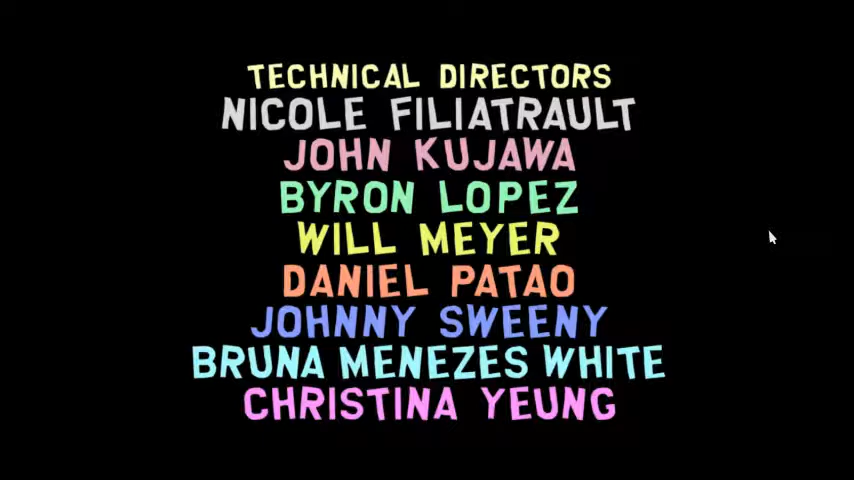 TECHNICAL DIRECTORS
NICOLE FILIATRAULT
JOHN KUJAWA
BYRON LOPEZ
WILL MEYER
DANIEL PATAO
JOHNNY SWEENY
BRUNA MENEZES WHITE
CHRISTINA YEUNG